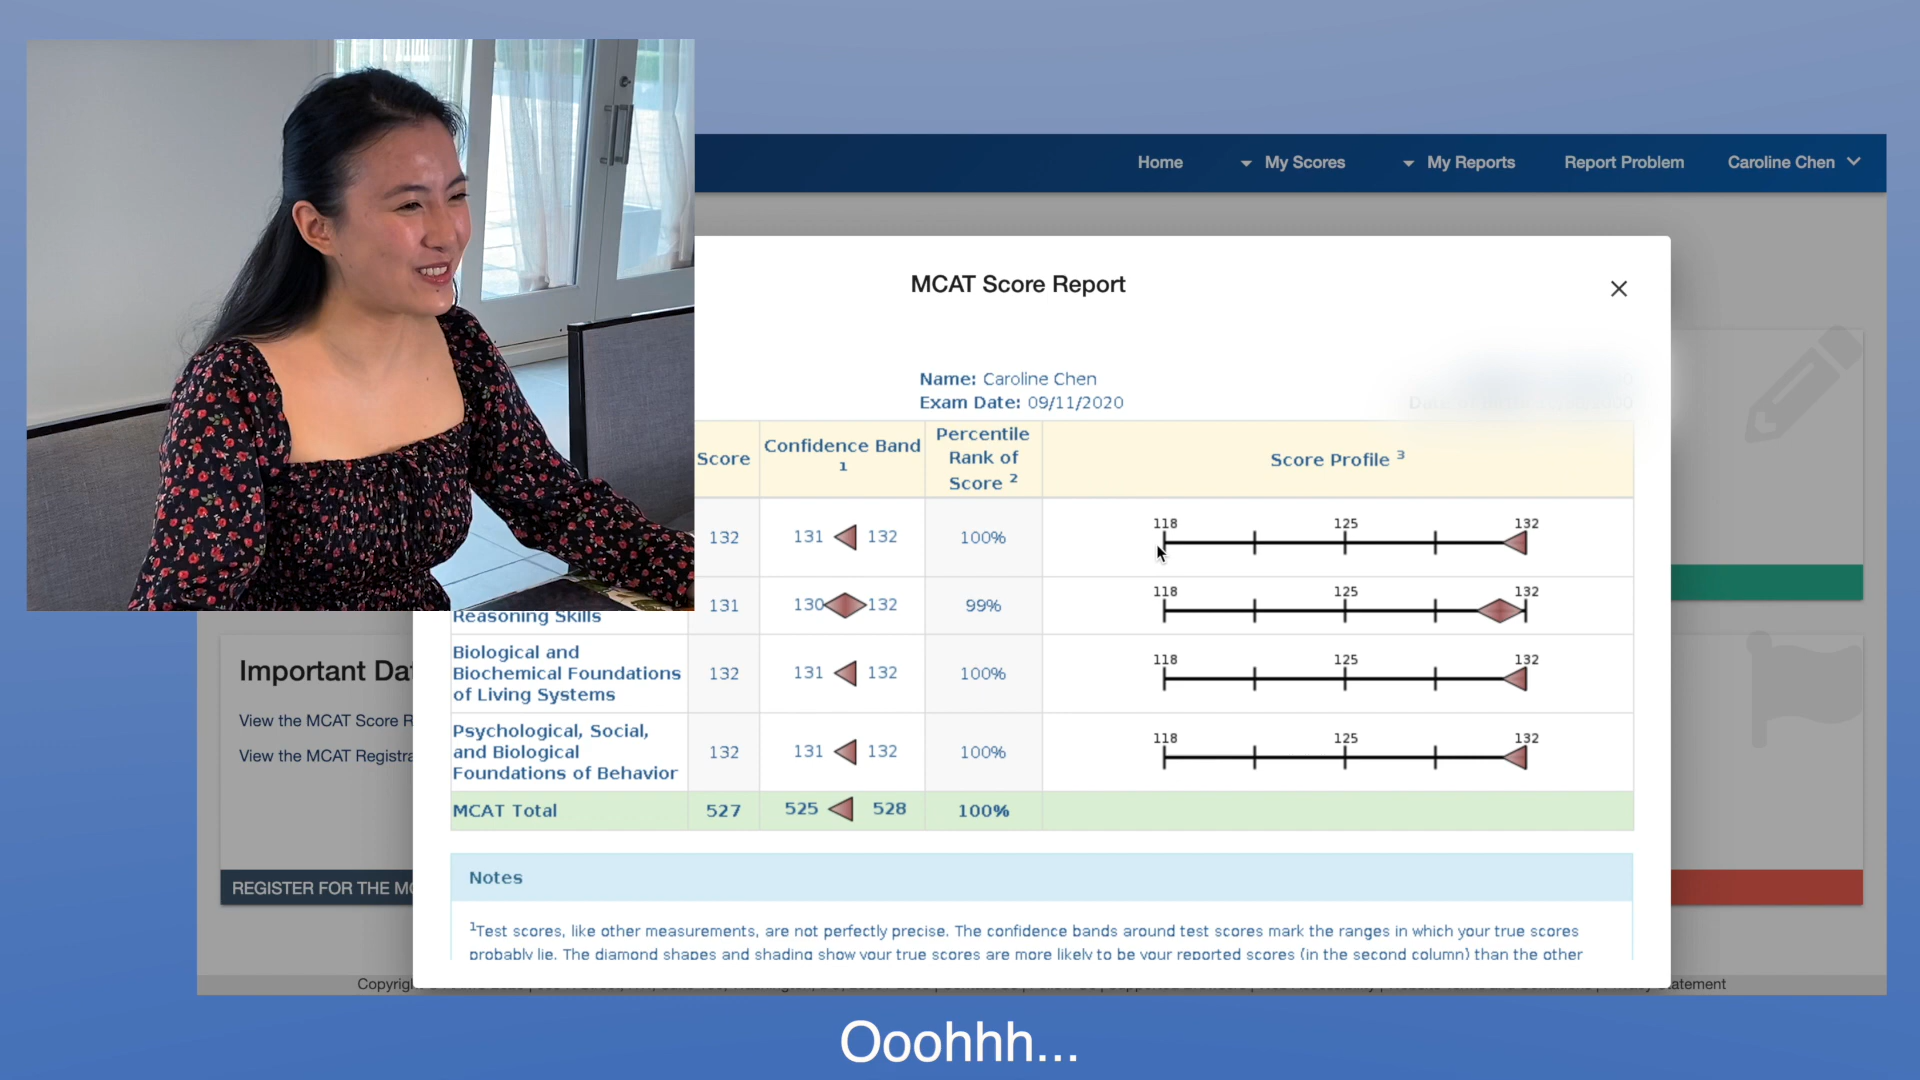 Home My Scores My Reports Report Problem Caroline Chen
MCAT Score Report
Name: Caroline Chen
Exam Date: 09/11/2020
Score Confidence Band 1 Percentile Rank of Score 2 Score Profile 3
132 131 132 100% 118 125 132
Reasoning Skills 131 130 132 99% 118 125 132
Biological and
Biochemical Foundations
of Living Systems
132 131 132 100% 118 125 132
Psychological, Social,
and Biological
Foundations of Behavior
132 131 132 100% 118 125 132
MCAT Total 527 525 528 100%
Important Da
View the MCAT Score R
View the MCAT Registra
REGISTER FOR THE M
Notes
1Test scores, like other measurements, are not perfectly precise. The confidence bands around test scores mark the ranges in which your true scores
probably lie. The diamond shapes and shading show your true scores are more likely to be your reported scores (in the second column) than the other
Ooohhh...